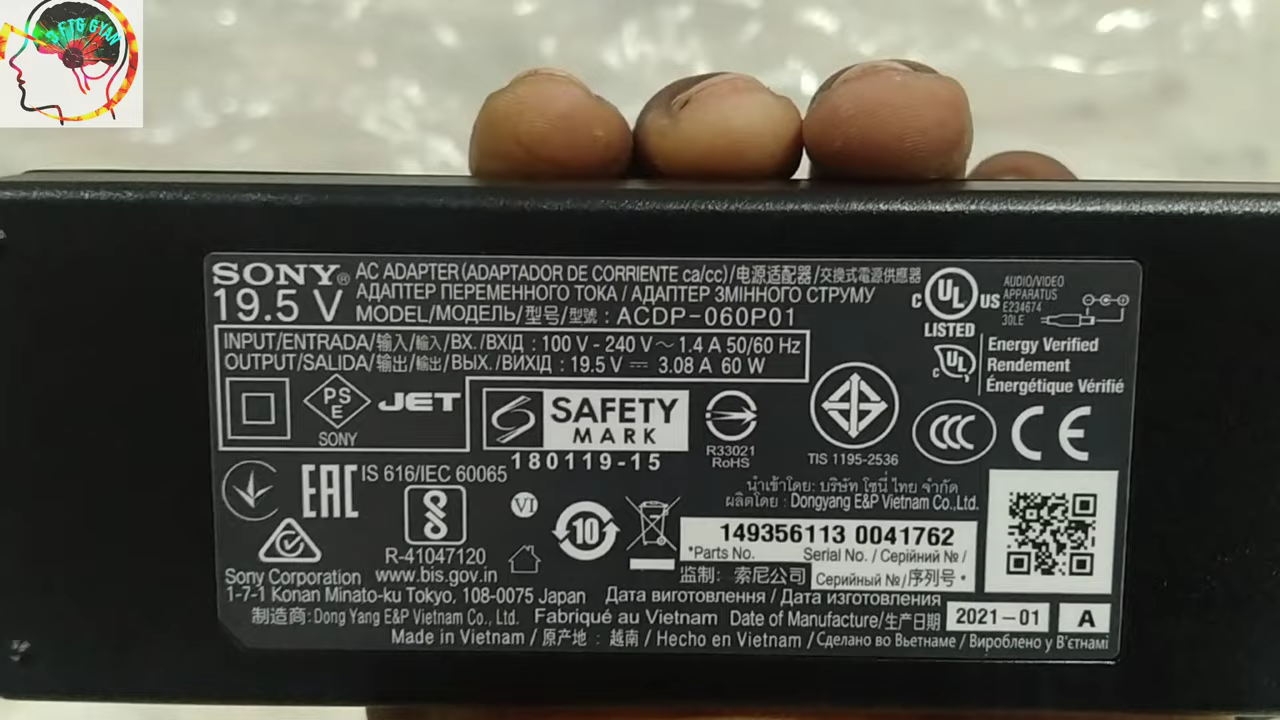 FTG GYAN
SONY®
19.5 V
AC ADAPTER (ADAPTADOR DE CORRIENTE ca/cc)/电源适配器/交換式電源供應器
АДАПТЕР ПЕРЕМЕННОГО ТОКА / АДАПТЕР ЗМІННОГО СТРУМУ
MODEL/МОДЕЛЬ/型号/型號 : ACDP-060P01
INPUT/ENTRADA/输入/輸入/ВХ./ВХІД : 100 V - 240 V ~ 1.4 A 50/60 Hz
OUTPUT/SALIDA/输出/輸出/ВЫХ./ВИХІД : 19.5 V ⎓ 3.08 A 60 W
C UL US
LISTED
AUDIO/VIDEO
APPARATUS
E234674
30LE
c UL
Energy Verified
Rendement
Énergétique Vérifié
PS
E
SONY
JET
SAFETY
MARK
180119-15
R33021
RoHS
TIS 1195-2536
CCC
CE
EAC
IS 616/IEC 60065
R-41047120
www.bis.gov.in
VI
10
นำเข้าโดย: บริษัท โซนี่ ไทย จำกัด
ผลิตโดย : Dongyang E&P Vietnam Co.,Ltd.
149356113 0041762
*Parts No. Serial No. / Серійний № /
监制: 索尼公司 Серийный №/序列号 *
Sony Corporation
1-7-1 Konan Minato-ku Tokyo, 108-0075 Japan
Дата виготовлення / Дата изготовления
制造商: Dong Yang E&P Vietnam Co., Ltd. Fabriqué au Vietnam Date of Manufacture/生产日期 2021-01 A
Made in Vietnam / 原产地 : 越南 / Hecho en Vietnam / Сделано во Вьетнаме / Вироблено у В'єтнамі